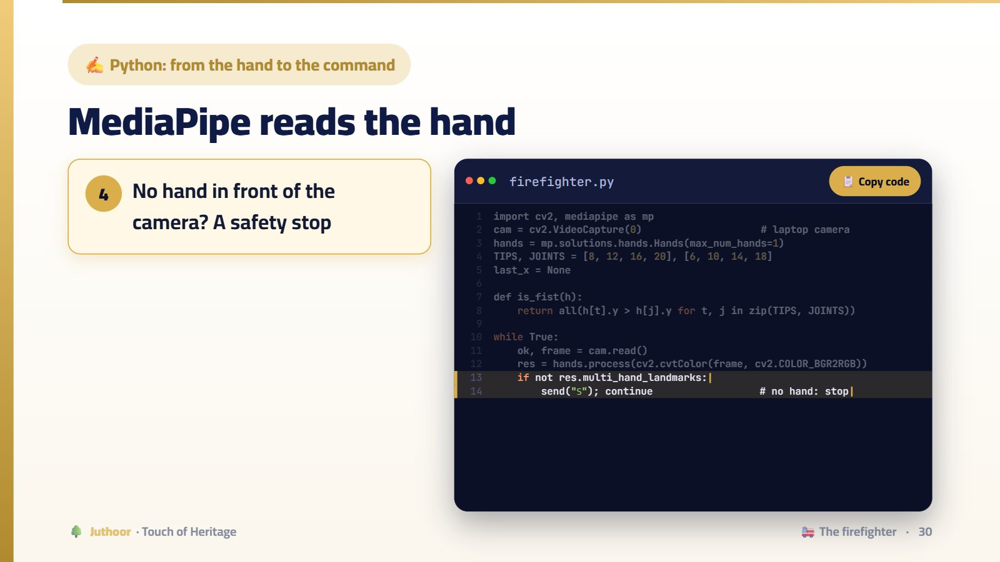 ✍️ Python: from the hand to the command
MediaPipe reads the hand
4 No hand in front of the
camera? A safety stop
firefighter.py
📋 Copy code
1 import cv2, mediapipe as mp
2 cam = cv2.VideoCapture(0) # laptop camera
3 hands = mp.solutions.hands.Hands(max_num_hands=1)
4 TIPS, JOINTS = [8, 12, 16, 20], [6, 10, 14, 18]
5 last_x = None
6
7 def is_fist(h):
8     return all(h[t].y > h[j].y for t, j in zip(TIPS, JOINTS))
9
10 while True:
11     ok, frame = cam.read()
12     res = hands.process(cv2.cvtColor(frame, cv2.COLOR_BGR2RGB))
13     if not res.multi_hand_landmarks:
14         send("S"); continue # no hand: stop
Juthoor · Touch of Heritage
The firefighter · 30